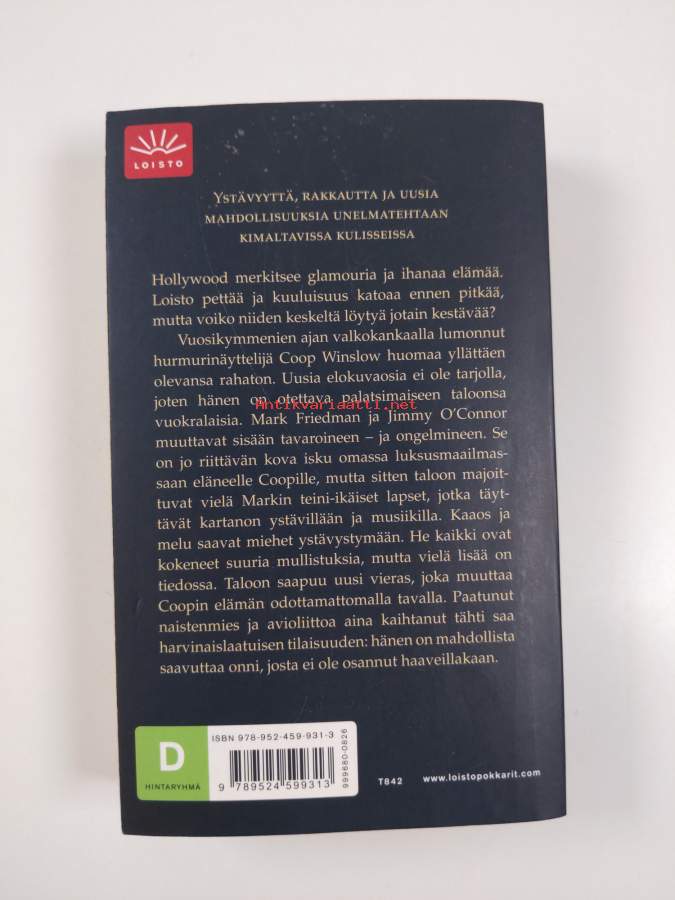 LOISTO
YSTÄVYYTTÄ, RAKKAUTTA JA UUSIA
MAHDOLLISUUKSIA UNELMATEHTAAN
KIMALTAVISSA KULISSEISSA
Hollywood merkitsee glamouria ja ihanaa elämää.
Loisto pettää ja kuuluisuus katoaa ennen pitkää,
mutta voiko niiden keskeltä löytyä jotain kestävää?
Vuosikymmenien ajan valkokankaalla lumonnut
hurmurinäyttelijä Coop Winslow huomaa yllättäen
olevansa rahaton. Uusia elokuvaosia ei ole tarjolla,
joten hänen on otettava palatsimaiseen taloonsa
Antikvariaatti.net
vuokralaisia. Mark Friedman ja Jimmy O'Connor
muuttavat sisään tavaroineen – ja ongelmineen. Se
on jo riittävän kova isku omassa luksusmaailmas-
saan eläneelle Coopille, mutta sitten taloon majoit-
tuvat vielä Markin teini-ikäiset lapset, jotka täyt-
tävät kartanon ystävillään ja musiikilla. Kaaos ja
melu saavat miehet ystävystymään. He kaikki ovat
kokeneet suuria mullistuksia, mutta vielä lisää on
tiedossa. Taloon saapuu uusi vieras, joka muuttaa
Coopin elämän odottamattomalla tavalla. Paatunut
naistenmies ja avioliittoa aina kaihtanut tähti saa
harvinaislaatuisen tilaisuuden: hänen on mahdollista
saavuttaa onni, josta ei ole osannut haaveillakaan.
D
HINTARYHMÄ
ISBN 978-952-459-931-3
9 789524 599313
999680-0826
T842
www.loistopokkarit.com